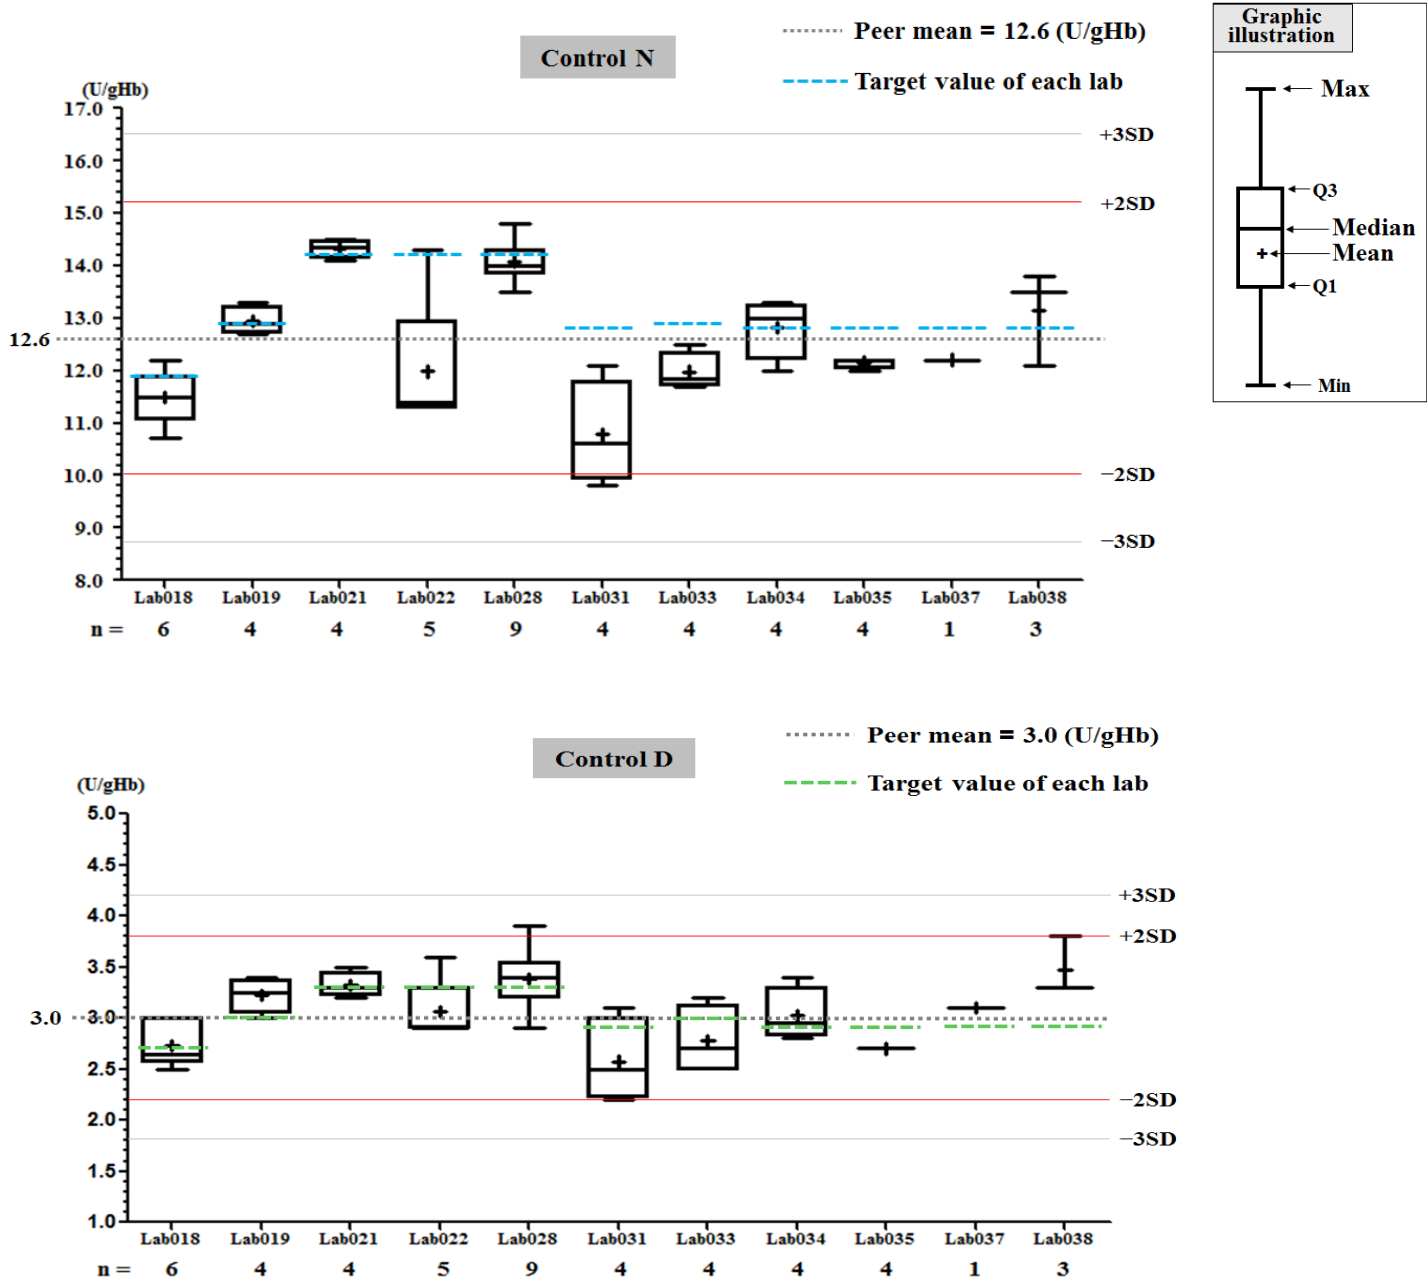 Control N
Peer mean = 12.6 (U/gHb)
Target value of each lab
(U/gHb)
17.0
16.0
15.0
14.0
13.0
12.6
12.0
11.0
10.0
9.0
8.0
+3SD
+2SD
−2SD
−3SD
Lab018 Lab019 Lab021 Lab022 Lab028 Lab031 Lab033 Lab034 Lab035 Lab037 Lab038
n = 6 4 4 5 9 4 4 4 4 1 3
Graphic
illustration
Max
Q3
Median
Mean
Q1
Min
Control D
Peer mean = 3.0 (U/gHb)
Target value of each lab
(U/gHb)
5.0
4.5
4.0
3.5
3.0
3.0
2.5
2.0
1.5
1.0
+3SD
+2SD
−2SD
−3SD
Lab018 Lab019 Lab021 Lab022 Lab028 Lab031 Lab033 Lab034 Lab035 Lab037 Lab038
n = 6 4 4 5 9 4 4 4 4 1 3